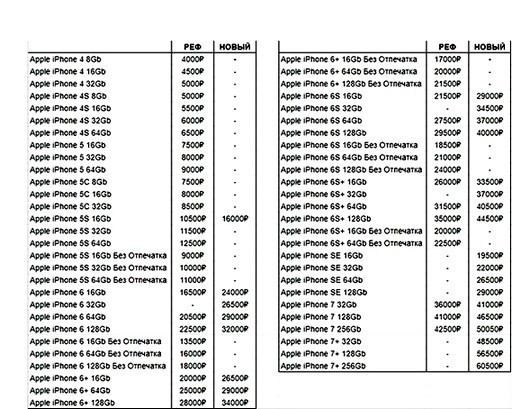 РЕФ НОВЫЙ
Apple iPhone 4 8Gb 4000Р -
Apple iPhone 4 16Gb 4500Р -
Apple iPhone 4 32Gb 5000Р -
Apple iPhone 4S 8Gb 5000Р -
Apple iPhone 4S 16Gb 5500Р -
Apple iPhone 4S 32Gb 6000Р -
Apple iPhone 4S 64Gb 6500Р -
Apple iPhone 5 16Gb 7500Р -
Apple iPhone 5 32Gb 8000Р -
Apple iPhone 5 64Gb 9000Р -
Apple iPhone 5C 8Gb 7500Р -
Apple iPhone 5C 16Gb 8000Р -
Apple iPhone 5C 32Gb 8500Р -
Apple iPhone 5S 16Gb 10500Р 16000Р
Apple iPhone 5S 32Gb 11500Р -
Apple iPhone 5S 64Gb 12500Р -
Apple iPhone 5S 16Gb Без Отпечатка 9000Р -
Apple iPhone 5S 32Gb Без Отпечатка 10000Р -
Apple iPhone 5S 64Gb Без Отпечатка 11000Р -
Apple iPhone 6 16Gb 16500Р 24000Р
Apple iPhone 6 32Gb - 26500Р
Apple iPhone 6 64Gb 20500Р 29000Р
Apple iPhone 6 128Gb 22500Р 32000Р
Apple iPhone 6 16Gb Без Отпечатка 13500Р -
Apple iPhone 6 64Gb Без Отпечатка 16000Р -
Apple iPhone 6 128Gb Без Отпечатка 18000Р -
Apple iPhone 6+ 16Gb 20000Р 26500Р
Apple iPhone 6+ 64Gb 25000Р 29000Р
Apple iPhone 6+ 128Gb 28000Р 34000Р
РЕФ НОВЫЙ
Apple iPhone 6+ 16Gb Без Отпечатка 17000Р -
Apple iPhone 6+ 64Gb Без Отпечатка 20000Р -
Apple iPhone 6+ 128Gb Без Отпечатка 21500Р -
Apple iPhone 6S 16Gb 21500Р 29000Р
Apple iPhone 6S 32Gb - 34500Р
Apple iPhone 6S 64Gb 27500Р 37000Р
Apple iPhone 6S 128Gb 29500Р 40000Р
Apple iPhone 6S 16Gb Без Отпечатка 18500Р -
Apple iPhone 6S 64Gb Без Отпечатка 21000Р -
Apple iPhone 6S 128Gb Без Отпечатка 24000Р -
Apple iPhone 6S+ 16Gb 26000Р 33500Р
Apple iPhone 6S+ 32Gb - 37000Р
Apple iPhone 6S+ 64Gb 31500Р 40500Р
Apple iPhone 6S+ 128Gb 35000Р 44500Р
Apple iPhone 6S+ 16Gb Без Отпечатка 20000Р -
Apple iPhone 6S+ 64Gb Без Отпечатка 22500Р -
Apple iPhone SE 16Gb - 19500Р
Apple iPhone SE 32Gb - 22000Р
Apple iPhone SE 64Gb - 26500Р
Apple iPhone SE 128Gb - 29000Р
Apple iPhone 7 32Gb 36000Р 41000Р
Apple iPhone 7 128Gb 41000Р 46500Р
Apple iPhone 7 256Gb 42500Р 50050Р
Apple iPhone 7+ 32Gb - 48500Р
Apple iPhone 7+ 128Gb - 56500Р
Apple iPhone 7+ 256Gb - 60500Р